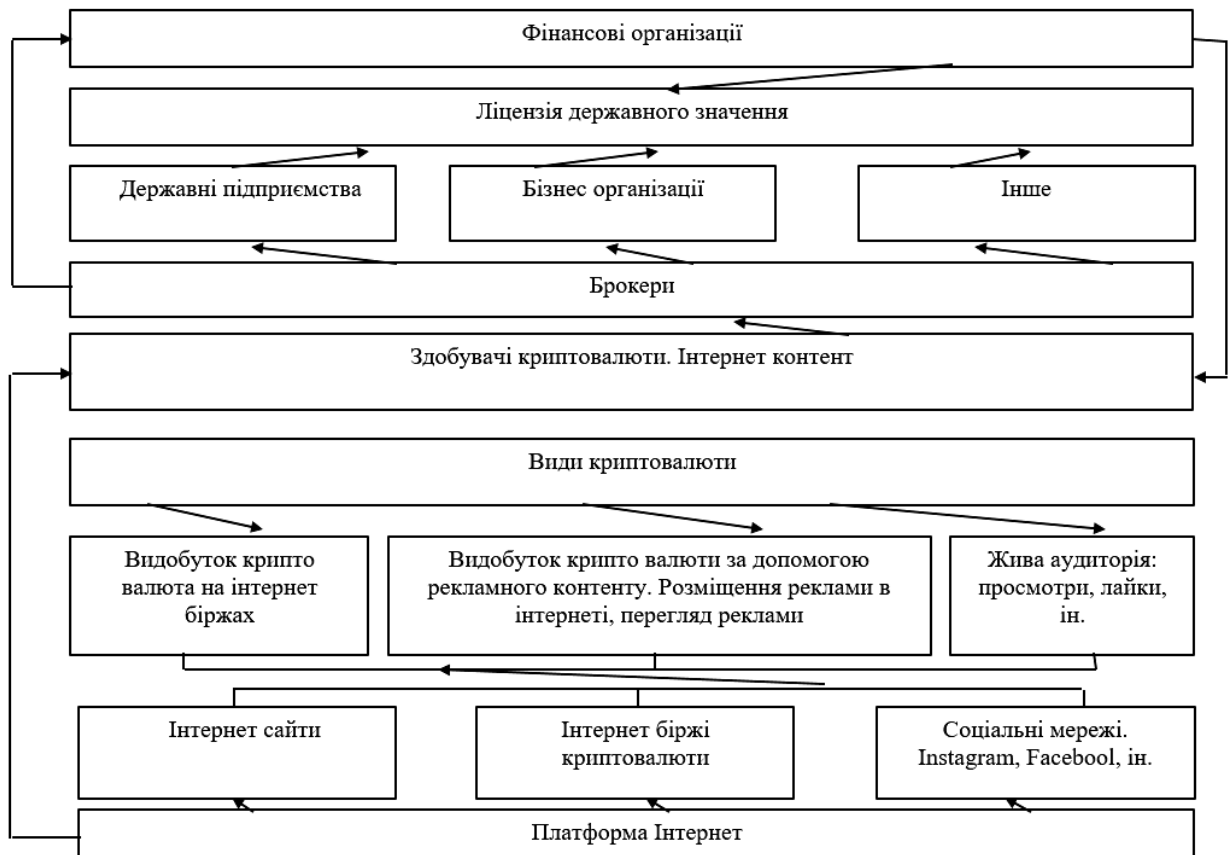 Фінансові організації
Ліцензія державного значення
Державні підприємства
Бізнес організації
Інше
Брокери
Здобувачі криптовалюти. Інтернет контент
Види криптовалюти
Видобуток крипто
валюта на інтернет
біржах
Видобуток крипто валюти за допомогою
рекламного контенту. Розміщення реклами в
інтернеті, перегляд реклами
Жива аудиторія:
просмотри, лайки,
ін.
Інтернет сайти
Інтернет біржі
криптовалюти
Соціальні мережі.
Instagram, Facebool, ін.
Платформа Інтернет